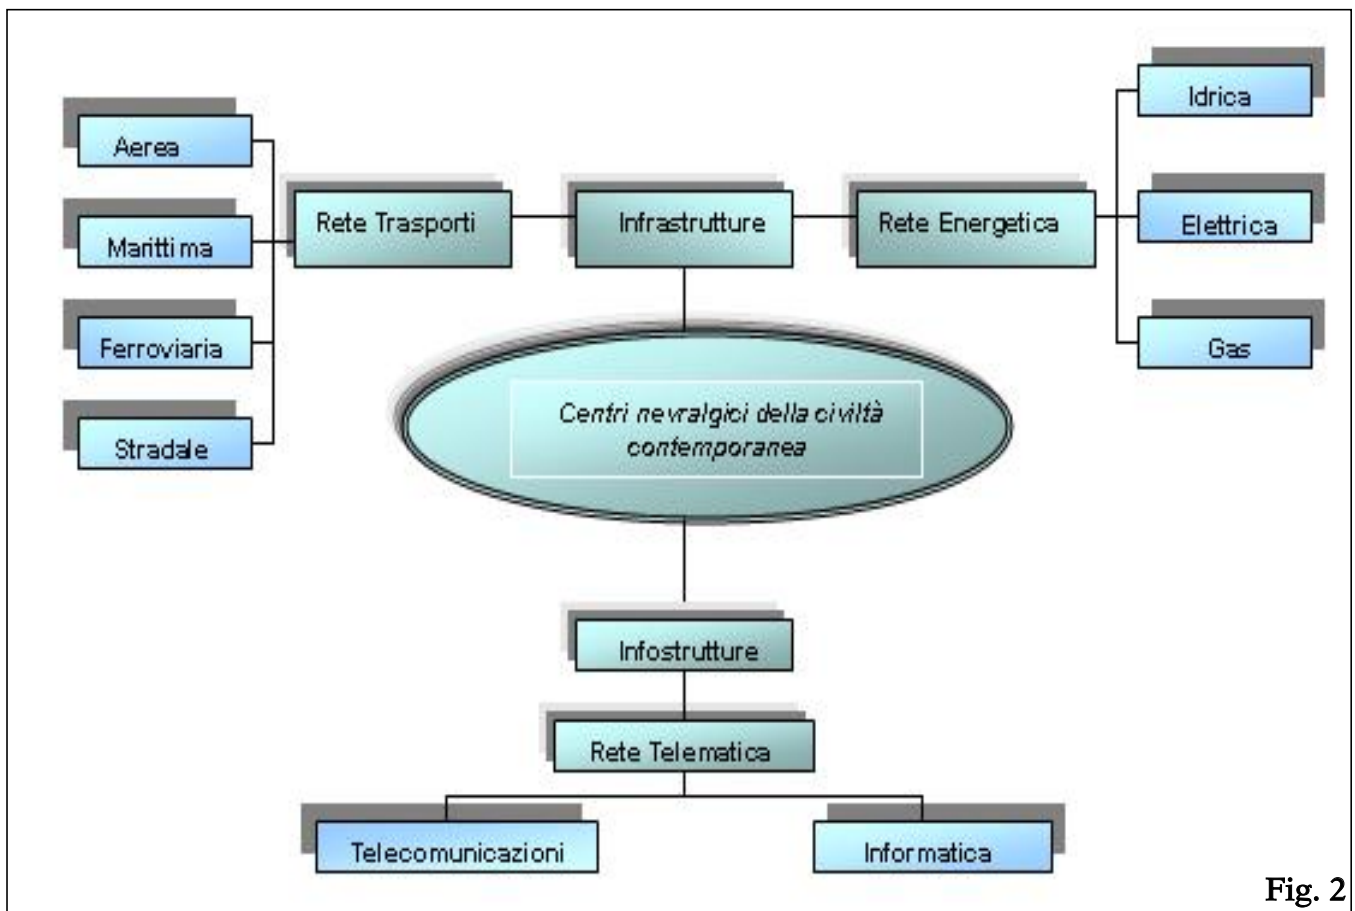 Aerea
Marittima
Ferroviaria
Stradale
Rete Trasporti
Infrastrutture
Rete Energetica
Idrica
Elettrica
Gas
Centri nevralgici della civiltà
contemporanea
Infostrutture
Rete Telematica
Telecomunicazioni
Informatica
Fig. 2